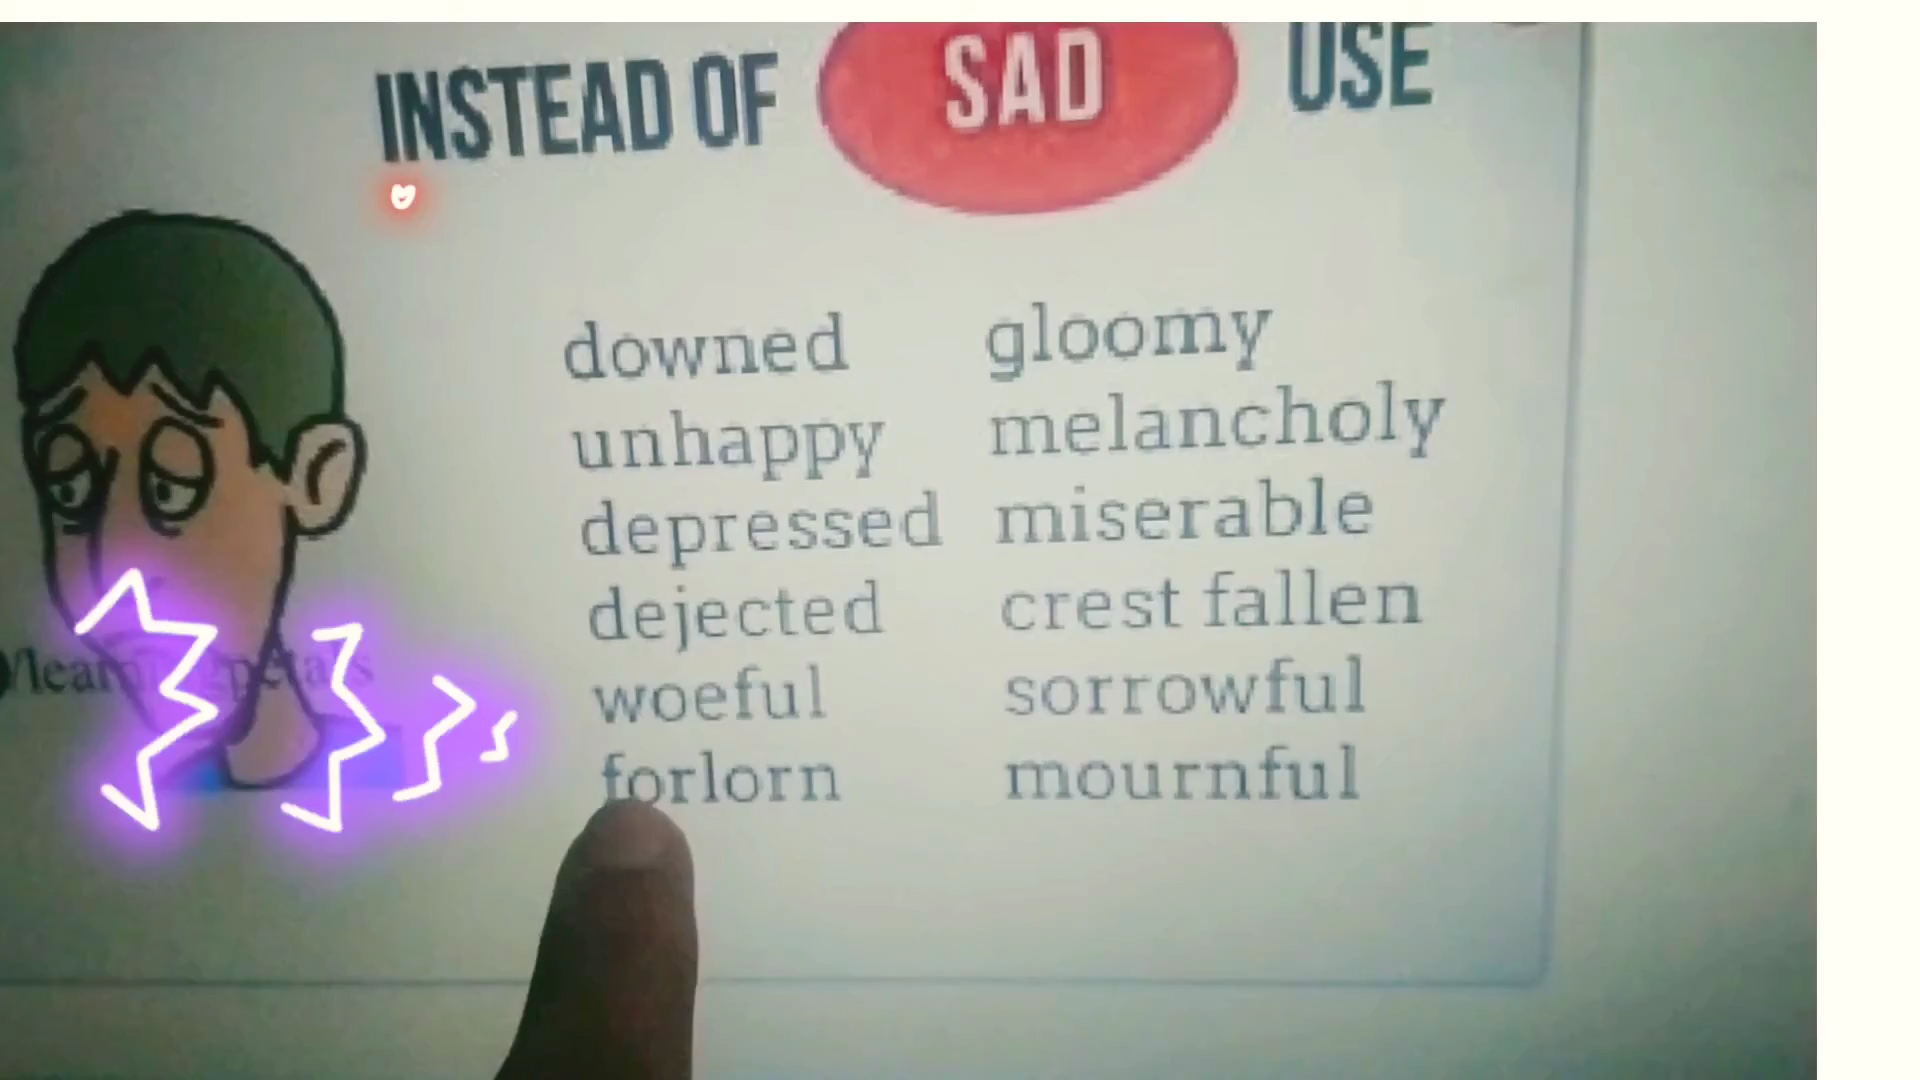 INSTEAD OF SAD USE
downed gloomy
unhappy melancholy
depressed miserable
dejected crest fallen
woeful sorrowful
forlorn mournful